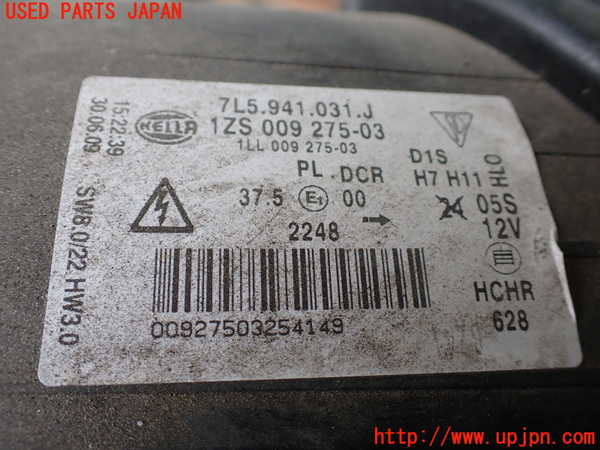 USED PARTS JAPAN
7L5.941.031.J
HELLA
1ZS 009 275-03
1LL 009 275-03
15:22:39
30.06.09
SW8.0/22 HW3.0
PL DCR
37.5 E1 00
2248
D1S
H7 H11 HL0
24 05S
12V
HCHR
628
00927503254149
http://www.upjpn.com/